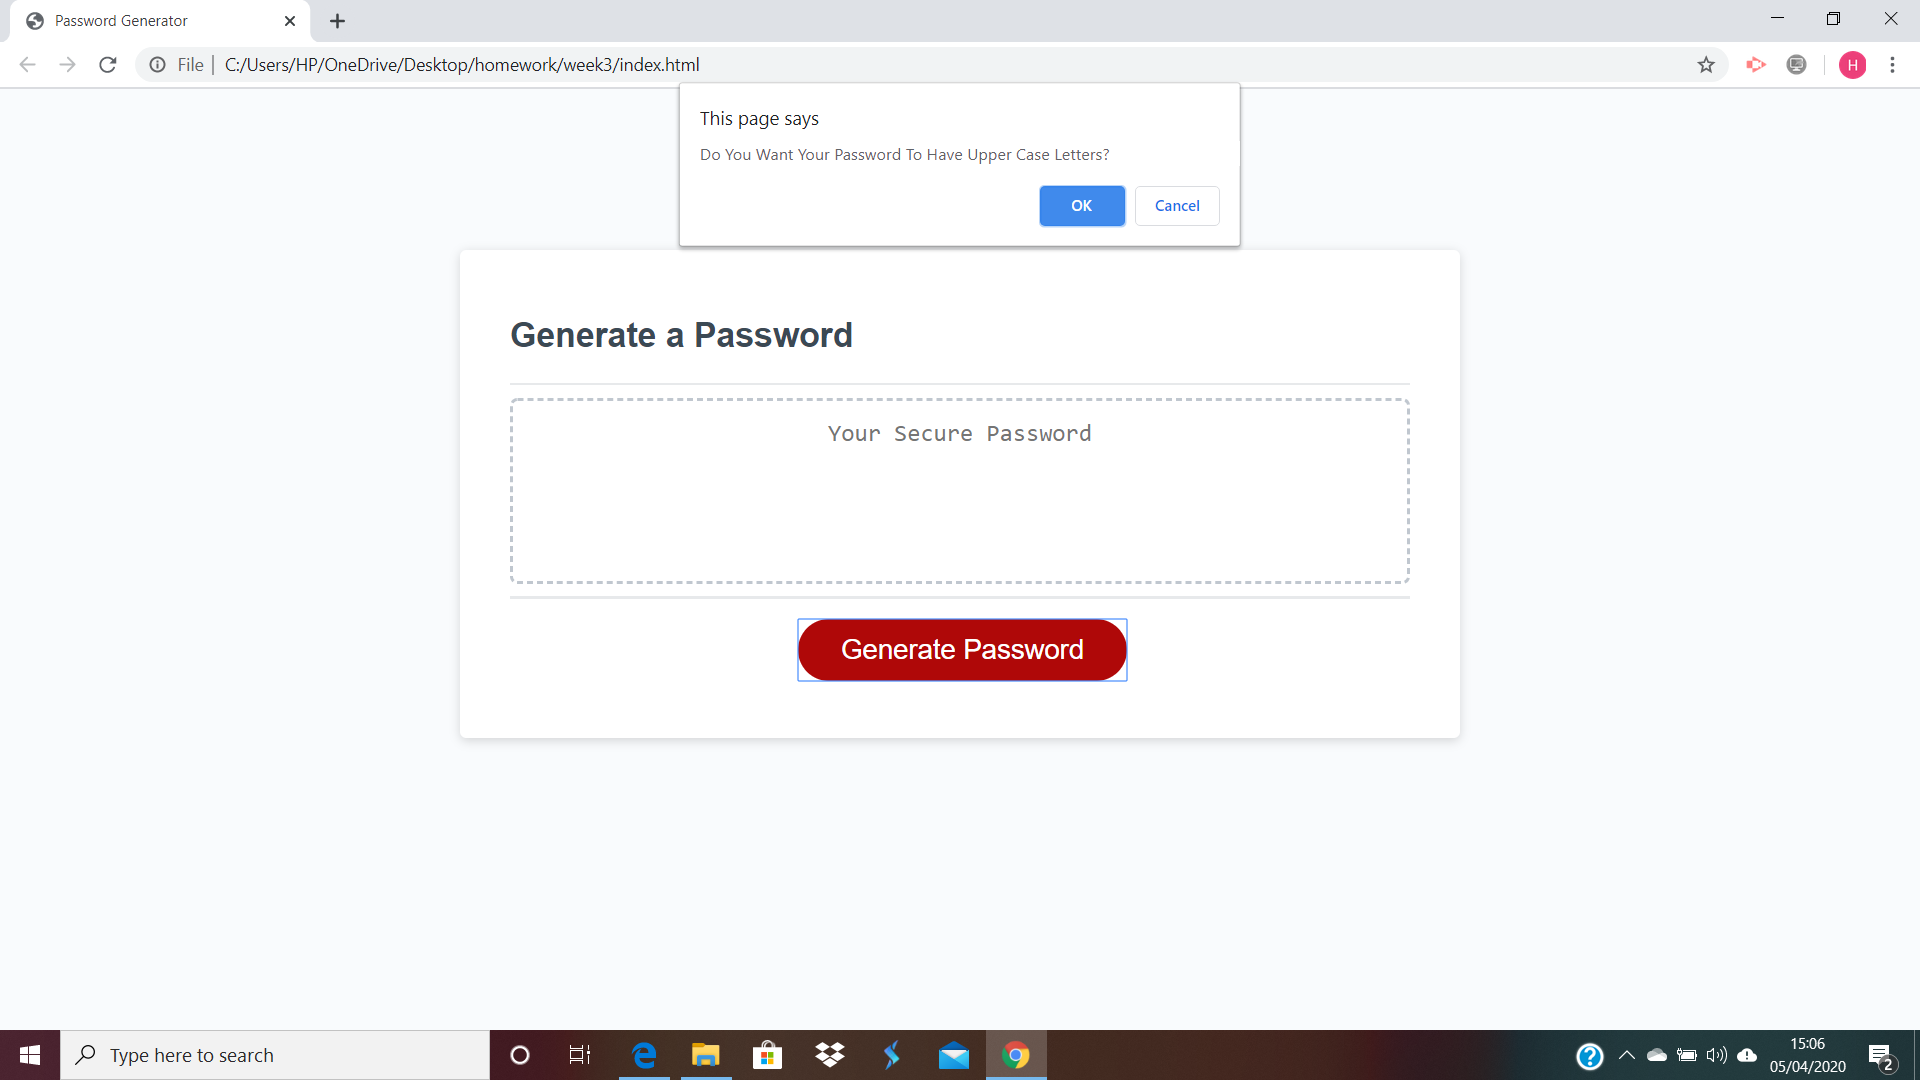 Password Generator
File | C:/Users/HP/OneDrive/Desktop/homework/week3/index.html
H
This page says
Do You Want Your Password To Have Upper Case Letters?
OK
Cancel
Generate a Password
Your Secure Password
Generate Password
Type here to search
15:06
05/04/2020
2